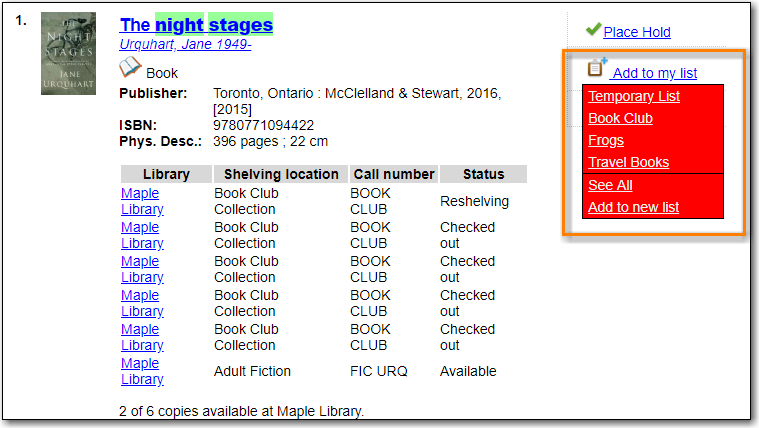 1.
THE
NIGHT
STAGES
JANE
URQUHART
The night stages
Urquhart, Jane 1949-
Book
Publisher: Toronto, Ontario : McClelland & Stewart, 2016,
[2015]
ISBN: 9780771094422
Phys. Desc.: 396 pages ; 22 cm
Library Shelving location Call number Status
Maple Book Club BOOK Reshelving
Library Collection CLUB
Maple Book Club BOOK Checked
Library Collection CLUB out
Maple Book Club BOOK Checked
Library Collection CLUB out
Maple Book Club BOOK Checked
Library Collection CLUB out
Maple Book Club BOOK Checked
Library Collection CLUB out
Maple Adult Fiction FIC URQ Available
Library
2 of 6 copies available at Maple Library.
Place Hold
Add to my list
Temporary List
Book Club
Frogs
Travel Books
See All
Add to new list